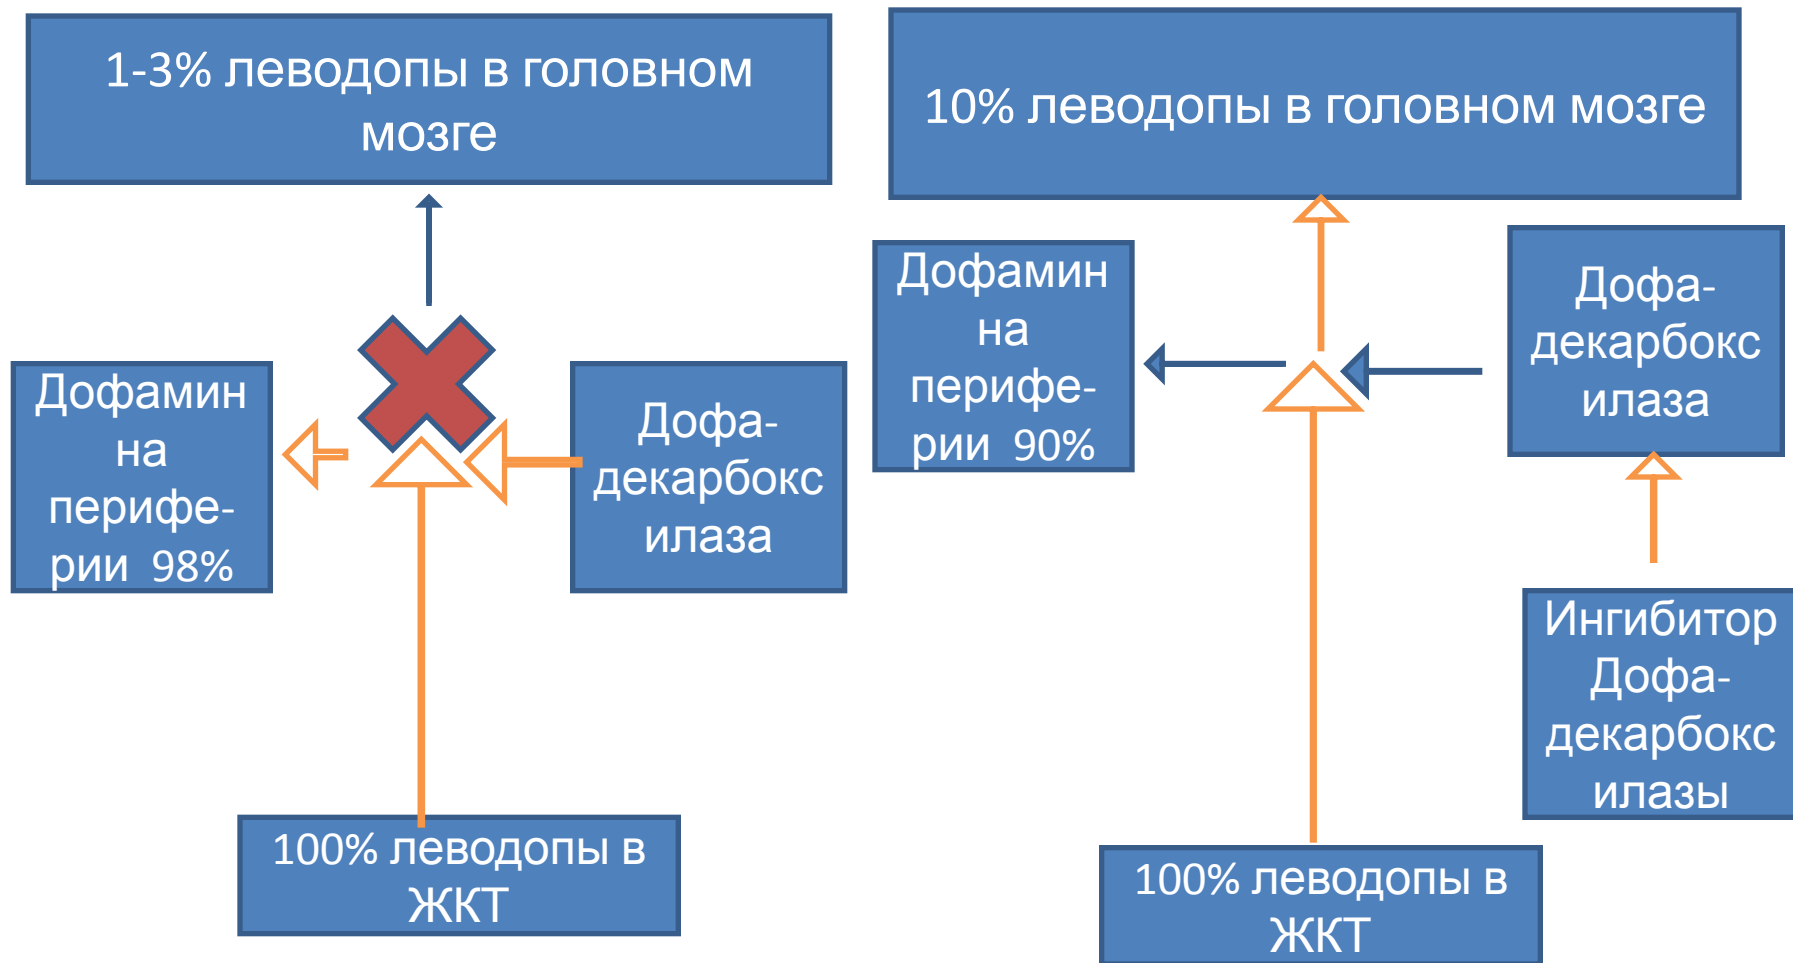 1-3% леводопы в головном
мозге
Дофамин
на
перифе-
рии 98%
Дофа-
декарбокс
илаза
100% леводопы в
ЖКТ
10% леводопы в головном мозге
Дофамин
на
перифе-
рии 90%
Дофа-
декарбокс
илаза
Ингибитор
Дофа-
декарбокс
илазы
100% леводопы в
ЖКТ